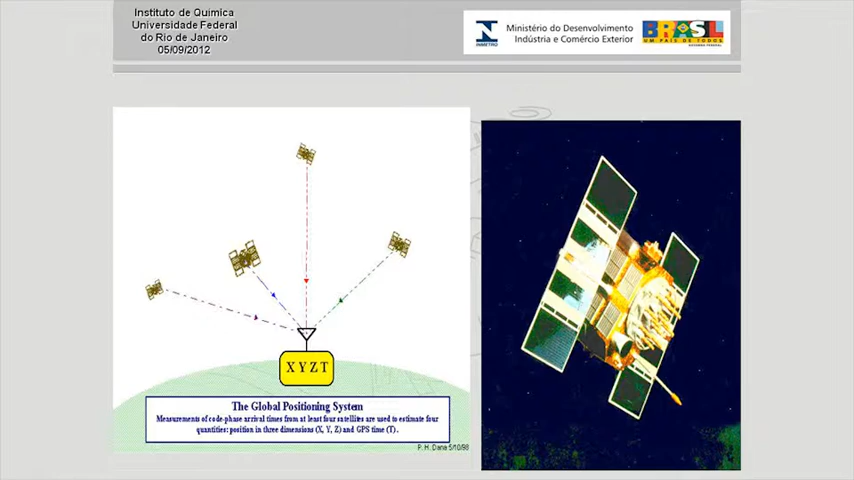 Instituto de Química
Universidade Federal
do Rio de Janeiro
05/09/2012
INMETRO
Ministério do Desenvolvimento
Indústria e Comércio Exterior
BRASIL
UM PAÍS DE TODOS
GOVERNO FEDERAL
X Y Z T
The Global Positioning System
Measurements of code-phase arrival times from at least four satellites are used to estimate four
quantities: position in three dimensions (X, Y, Z) and GPS time (T).
P. H. Dana 5/10/98